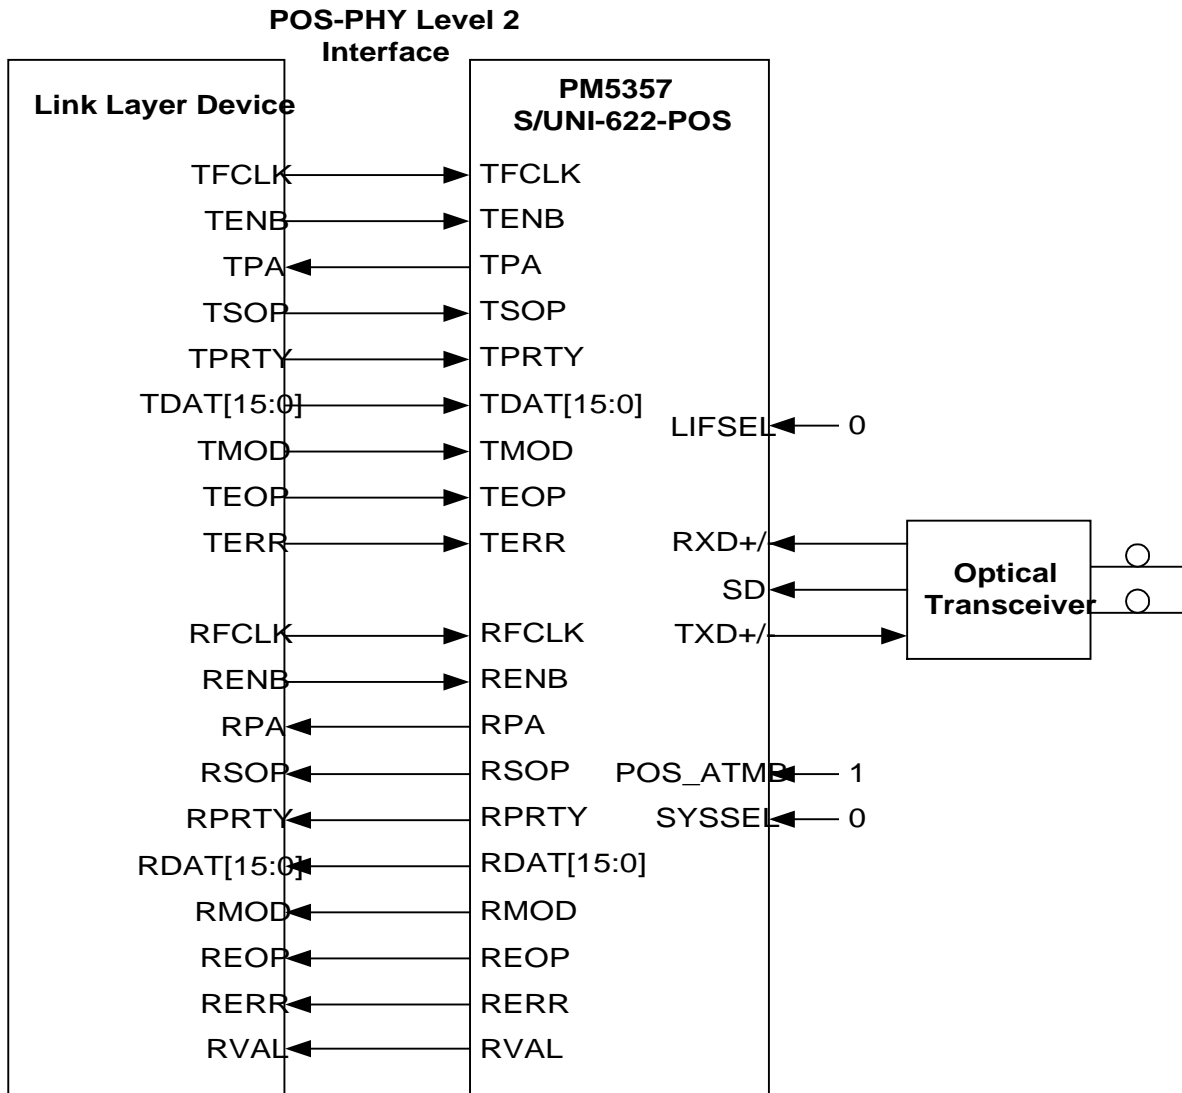 POS-PHY Level 2
Interface
Link Layer Device
PM5357
S/UNI-622-POS
TFCLK TFCLK
TENB TENB
TPA TPA
TSOP TSOP
TPRTY TPRTY
TDAT[15:0] TDAT[15:0]
LIFSEL 0
TMOD TMOD
TEOP TEOP
TERR TERR RXD+/-
Optical
Transceiver
SD
RFCLK RFCLK TXD+/-
RENB RENB
RPA RPA
RSOP RSOP POS_ATMB 1
RPRTY RPRTY SYSSEL 0
RDAT[15:0] RDAT[15:0]
RMOD RMOD
REOP REOP
RERR RERR
RVAL RVAL